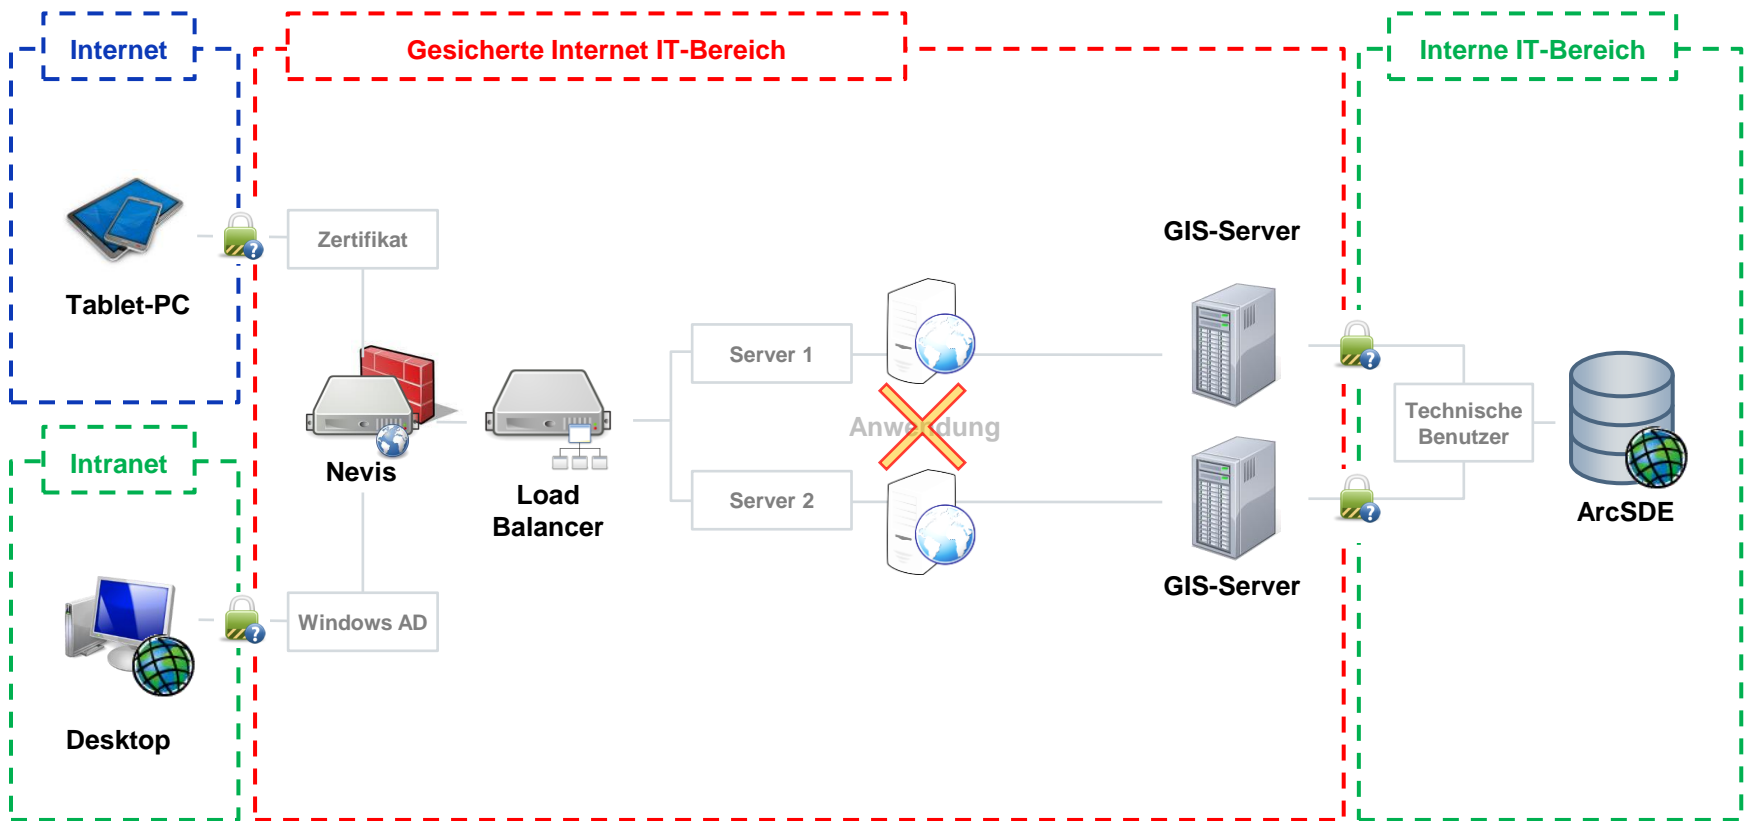 Internet
Gesicherte Internet IT-Bereich
Interne IT-Bereich
Zertifikat
Tablet-PC
GIS-Server
Server 1
Technische
Benutzer
Anwendung
Intranet
Nevis
Load
Balancer
Server 2
ArcSDE
GIS-Server
Windows AD
Desktop